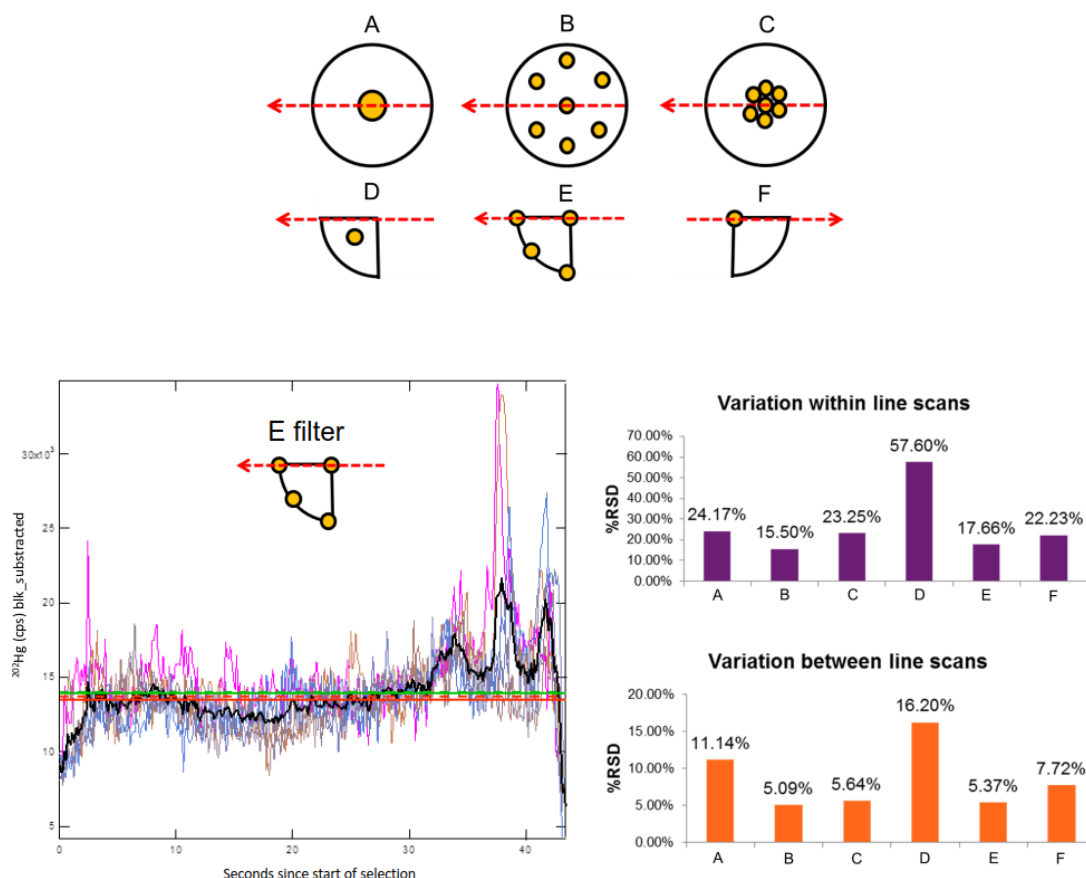 A B C
D E F
E filter
²⁰²Hg (cps) blk_substracted
30x10³
25
20
15
10
5
0 10 20 30 40
Seconds since start of selection
Variation within line scans
%RSD
70.00%
60.00%
50.00%
40.00%
30.00%
20.00%
10.00%
0.00%
24.17% 15.50% 23.25% 57.60% 17.66% 22.23%
A B C D E F
Variation between line scans
%RSD
20.00%
15.00%
10.00%
5.00%
0.00%
11.14% 5.09% 5.64% 16.20% 5.37% 7.72%
A B C D E F